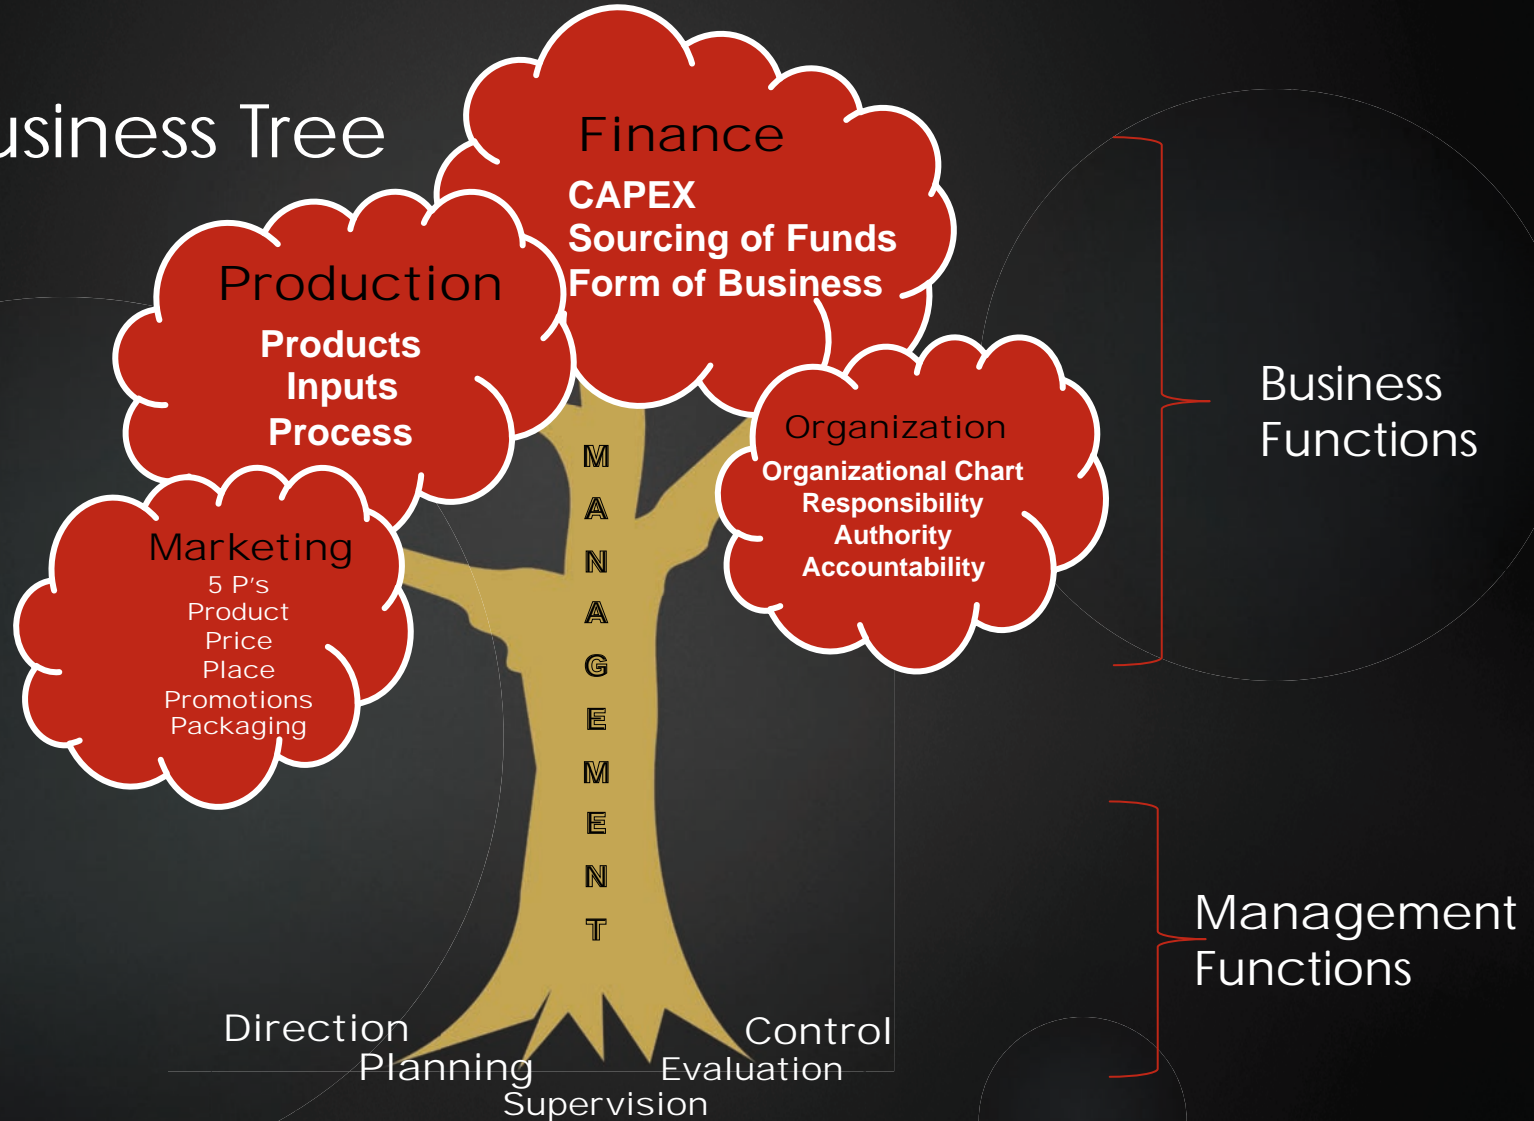 usiness Tree
Finance
CAPEX
Sourcing of Funds
Form of Business
Production
Products
Inputs
Process
Marketing
5 P's
Product
Price
Place
Promotions
Packaging
Organization
Organizational Chart
Responsibility
Authority
Accountability
M
A
N
A
G
E
M
E
N
T
Business
Functions
Management
Functions
Direction
Planning
Supervision
Evaluation
Control